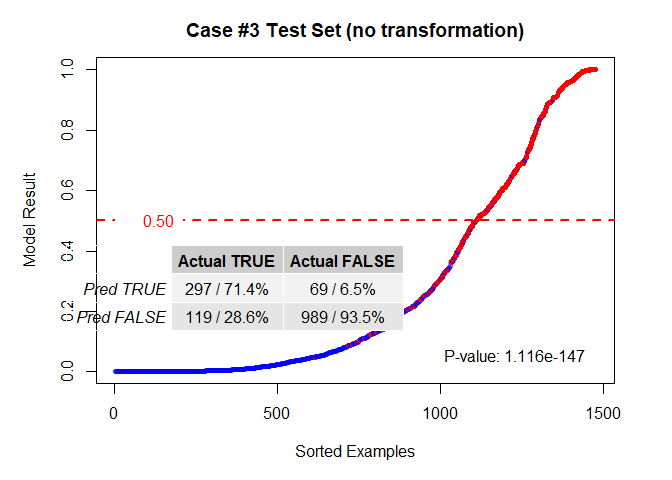 Case #3 Test Set (no transformation)
Model Result
1.0
0.8
0.6
0.4
0.2
0.0
0.50
Actual TRUE Actual FALSE
Pred TRUE 297 / 71.4% 69 / 6.5%
Pred FALSE 119 / 28.6% 989 / 93.5%
P-value: 1.116e-147
0 500 1000 1500
Sorted Examples